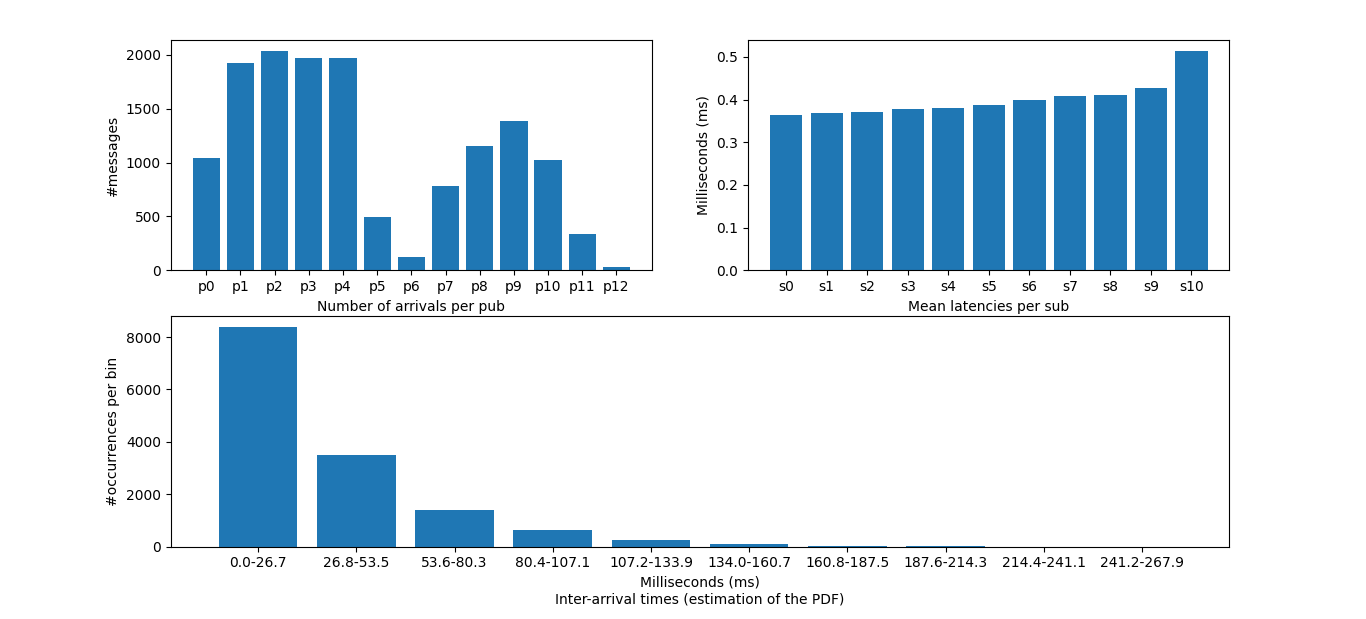 2000
1500
1000
500
0
#messages
p0 p1 p2 p3 p4 p5 p6 p7 p8 p9 p10 p11 p12
Number of arrivals per pub
0.5
0.4
0.3
0.2
0.1
0.0
Milliseconds (ms)
s0 s1 s2 s3 s4 s5 s6 s7 s8 s9 s10
Mean latencies per sub
8000
6000
4000
2000
0
#occurrences per bin
0.0-26.7 26.8-53.5 53.6-80.3 80.4-107.1 107.2-133.9 134.0-160.7 160.8-187.5 187.6-214.3 214.4-241.1 241.2-267.9
Milliseconds (ms)
Inter-arrival times (estimation of the PDF)